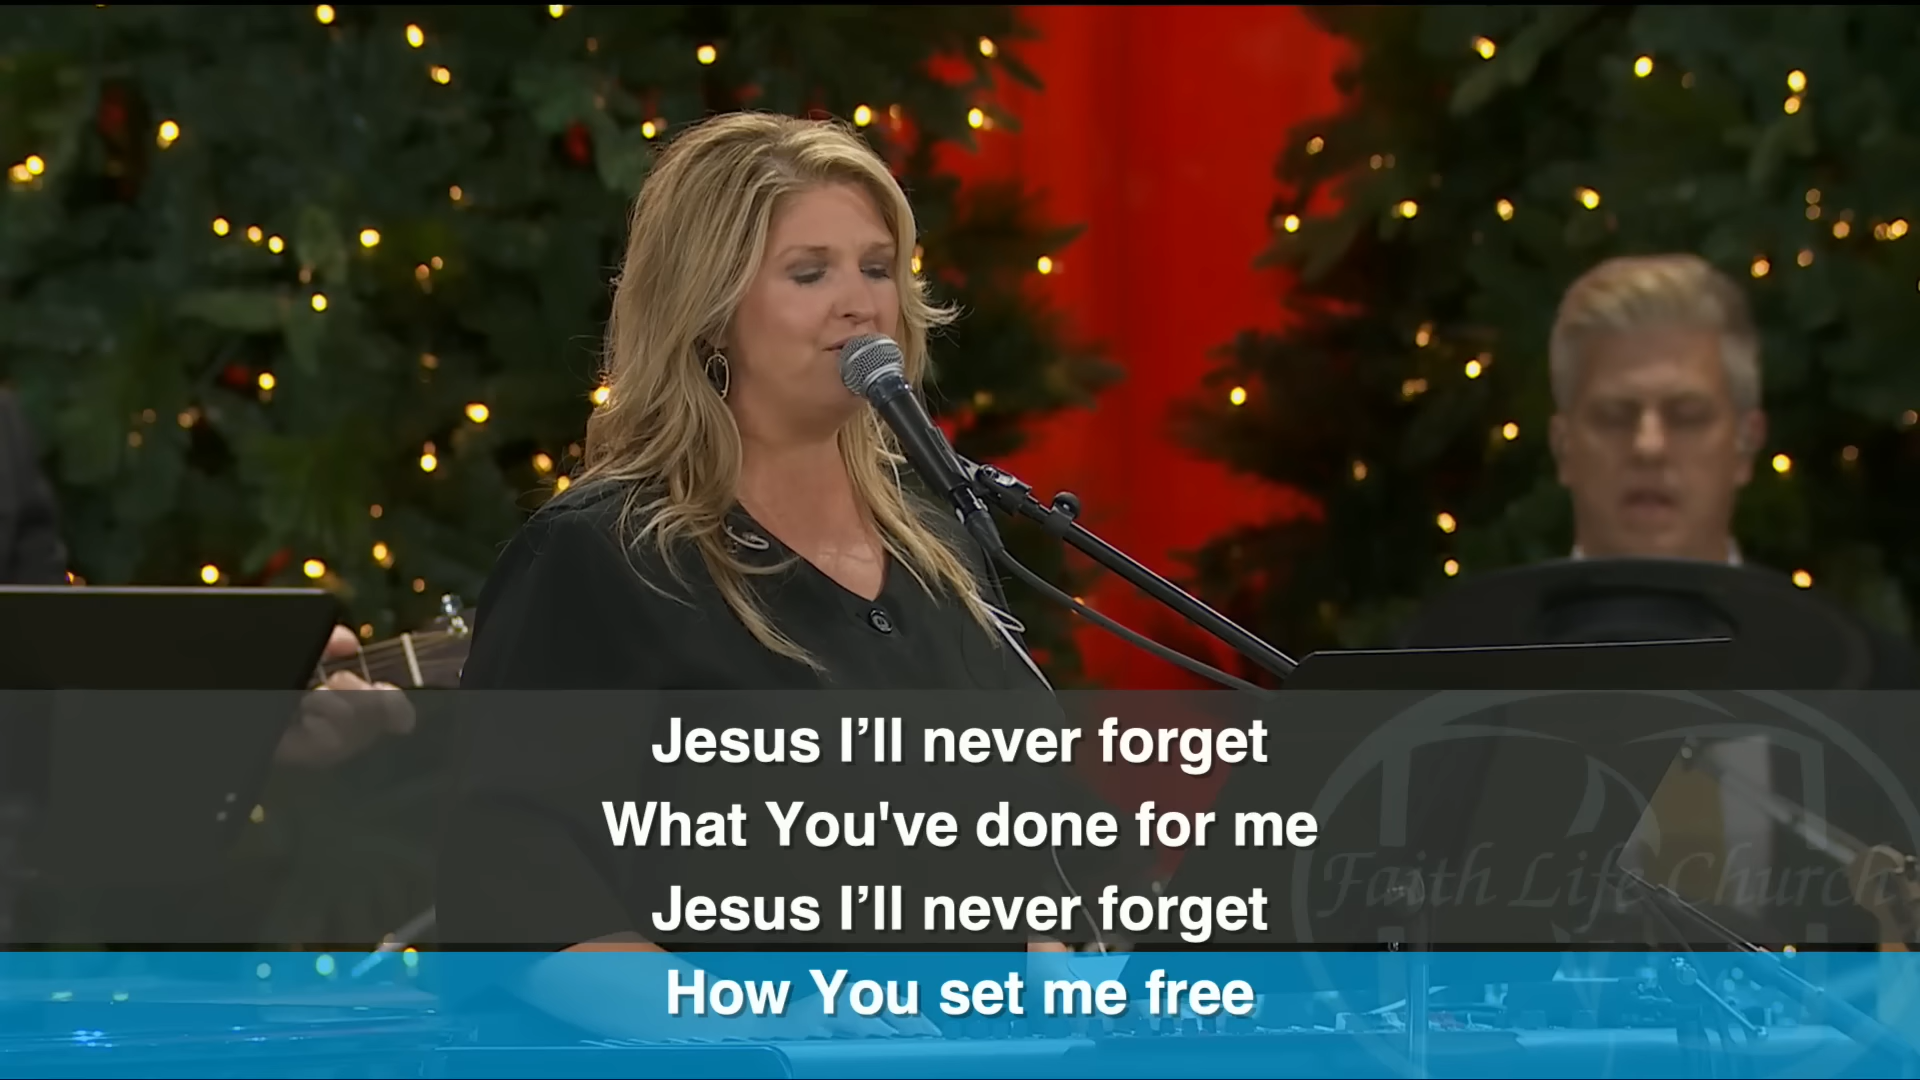 Jesus I’ll never forget
What You've done for me
Jesus I’ll never forget
How You set me free
Faith Life Church